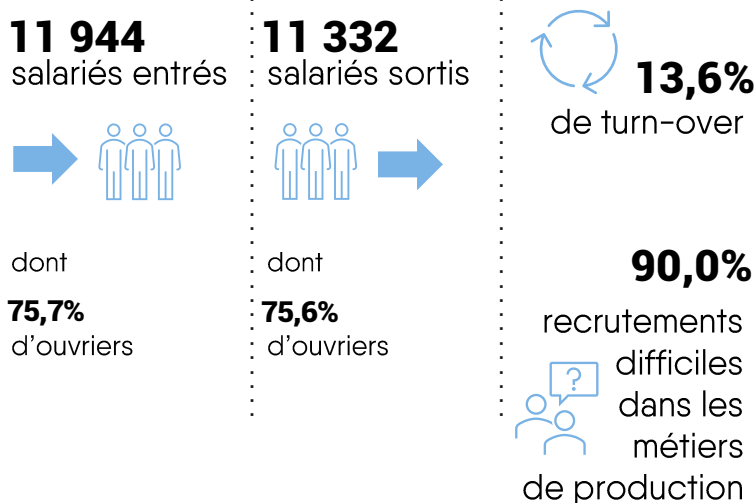 11 944
salariés entrés
dont
75,7%
d'ouvriers
11 332
salariés sortis
dont
75,6%
d'ouvriers
13,6%
de turn-over
90,0%
recrutements
difficiles
?
dans les
métiers
de production